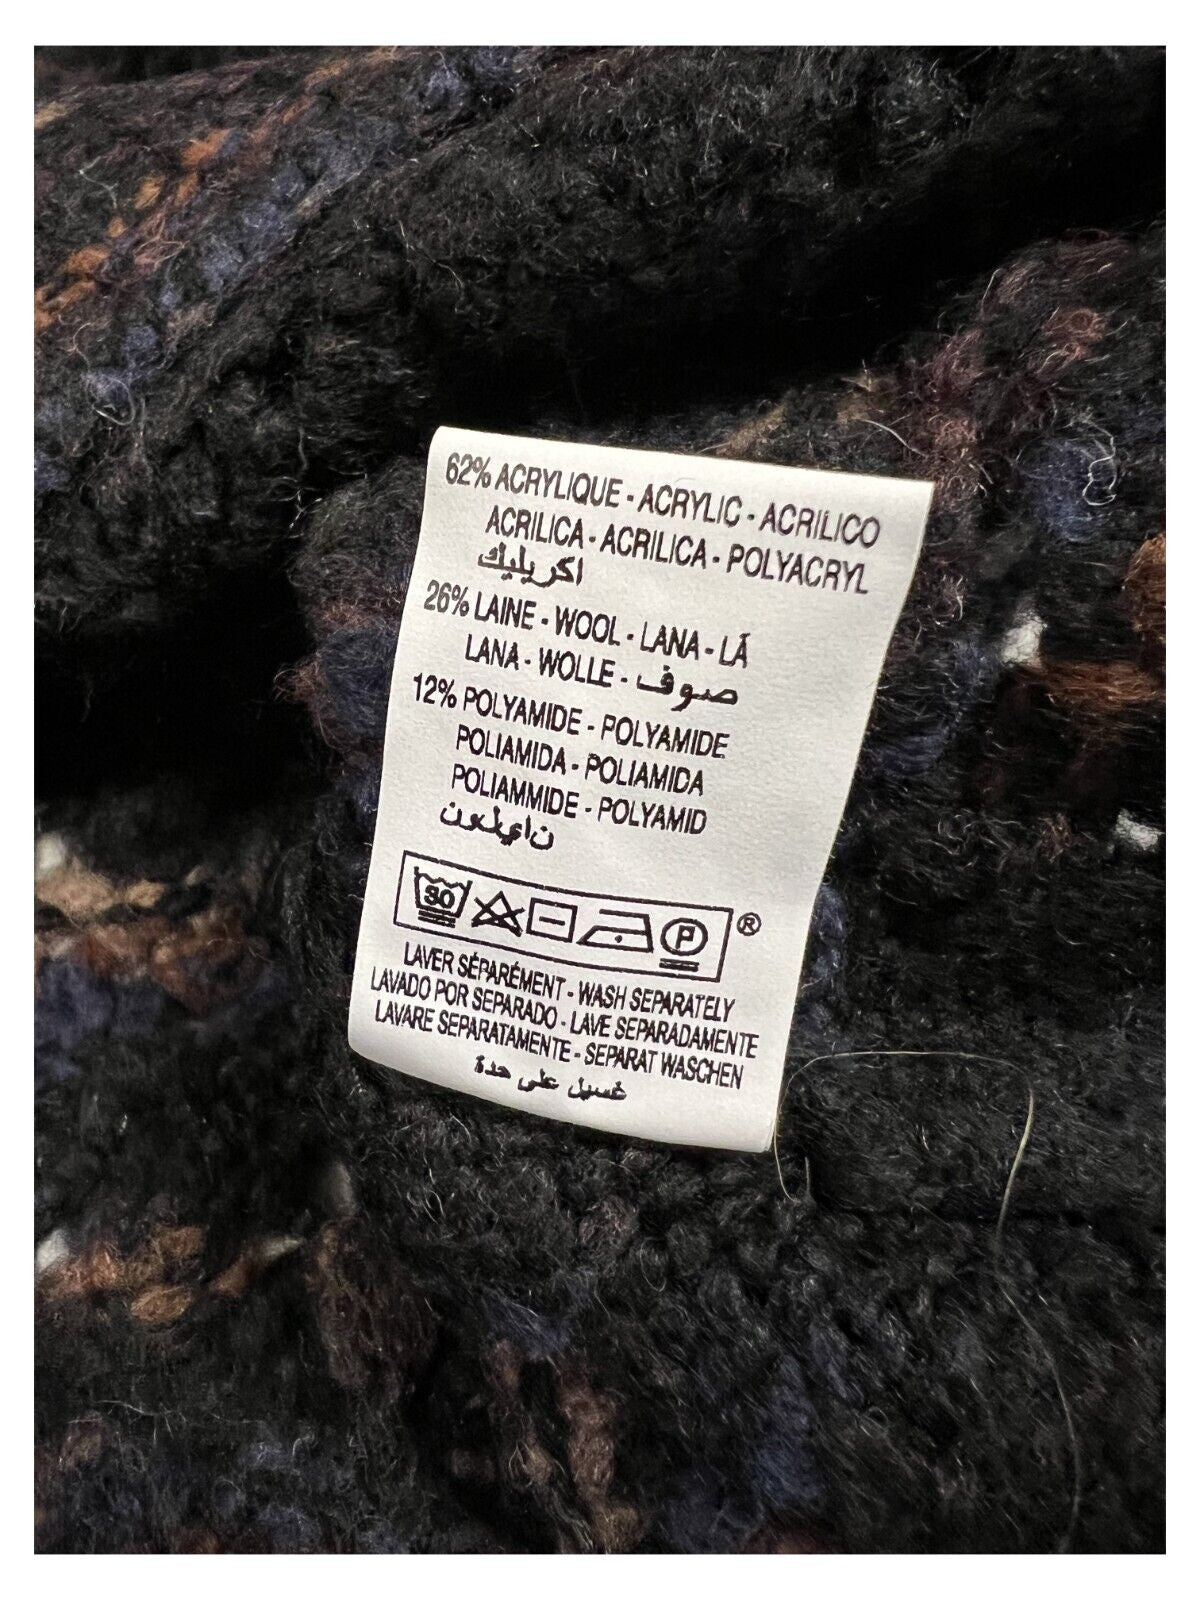 62% ACRYLIQUE - ACRYLIC - ACRILICO
ACRILICA - ACRILICA - POLYACRYL
اكريليك
26% LAINE - WOOL - LANA - LÃ
LANA - WOLLE - صوف
12% POLYAMIDE - POLYAMIDE
POLIAMIDA - POLIAMIDA
POLIAMMIDE - POLYAMID
30 P ®
LAVER SÉPARÉMENT - WASH SEPARATELY
LAVADO POR SEPARADO - LAVE SEPARADAMENTE
LAVARE SEPARATAMENTE - SEPARAT WASCHEN
غسيل على حدة